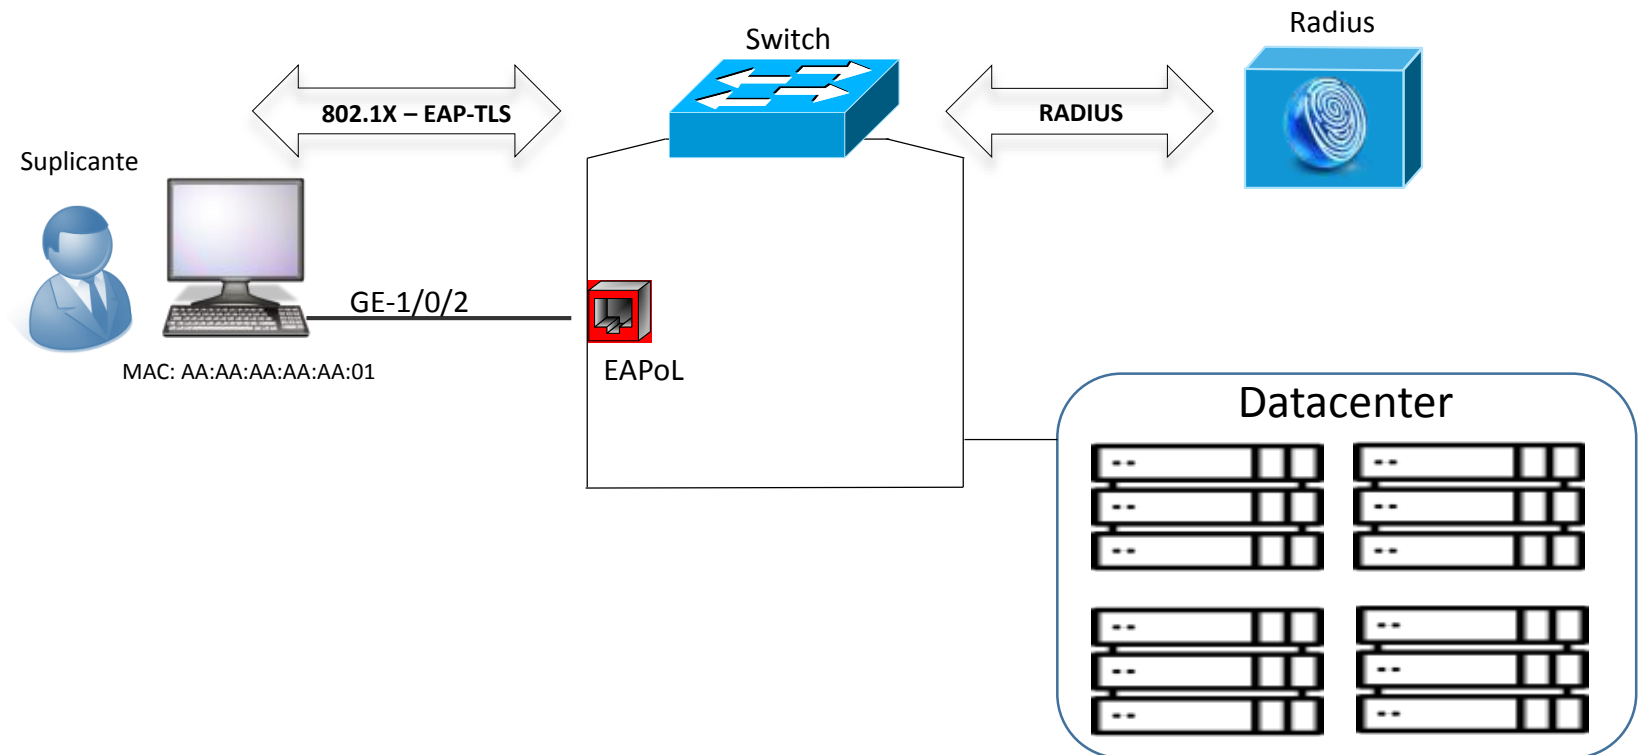 Switch
Radius
802.1X – EAP-TLS
RADIUS
Suplicante
GE-1/0/2
MAC: AA:AA:AA:AA:AA:01
EAPoL
Datacenter